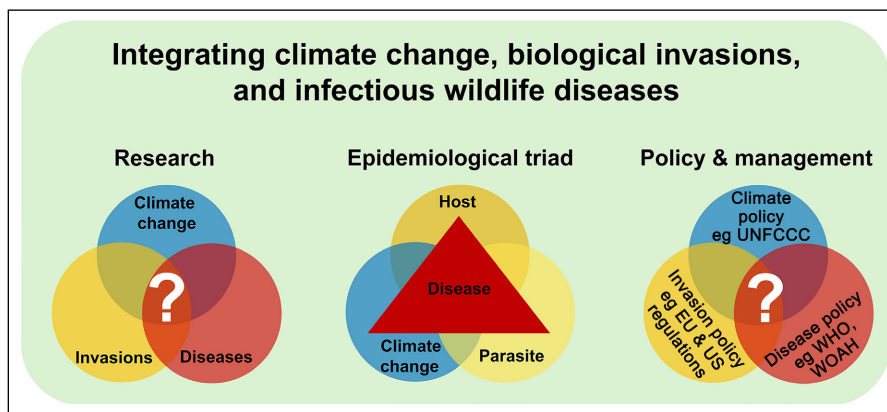 Integrating climate change, biological invasions,
and infectious wildlife diseases
Research
Climate
change
?
Invasions
Diseases
Epidemiological triad
Host
Disease
Climate
change
Parasite
Policy & management
Climate
policy
eg UNFCCC
?
Invasion policy
eg EU & US
regulations
Disease policy
eg WHO,
WOAH